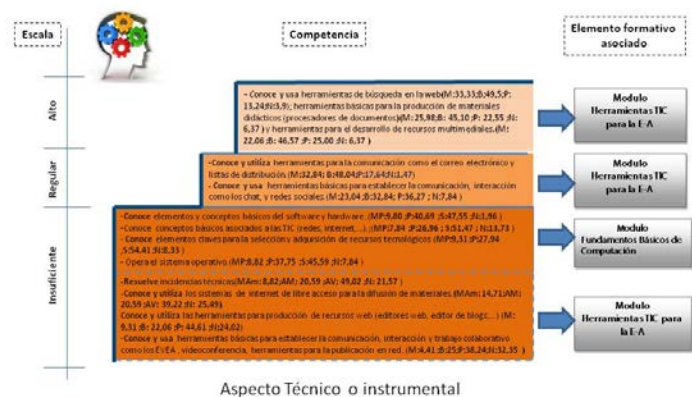 Escala
Competencia
Elemento formativo
asociado
Alto
- Conoce y usa herramientas de búsqueda en la web(M:33,33;B:49,5;P:
13,24;N:3,9); herramientas básicas para la producción de materiales
didácticos (procesadores de documentos)(M: 25,98;B: 45,10 ;P: 22,55 ;N:
6,37 ) y herramientas para el desarrollo de recursos multimediales.(M:
22,06 ;B: 46,57 ;P: 25,00 ;N: 6,37 )
Modulo
Herramientas TIC
para la E-A
Regular
-Conoce y utiliza herramientas para la comunicación como el correo electrónico y
listas de distribución (M:32,84; B:48,04;P:17,64;N:1,47)
- Conoce y usa herramientas básicas para establecer la comunicación, interacción
como los chat, y redes sociales (M:23,04;B:32,84; P:36,27 ; N:7,84 )
Modulo
Herramientas TIC
para la E-A
Insuficiente
-Conoce elementos y conceptos básicos del software y hardware. (MP:9,80 ;P:40,69 ;S:47,55 ;N:1,96 )
-Conoce conceptos básicos asociados a las TIC (redes, internet,...). (MP:7,84 ;P:26,96 ; S:51,47 ; N:13,73 )
- Conoce elementos claves para la selección y adquisición de recursos tecnológicos (MP:9,31;P:27,94
,S:54,41;N:8,33 )
- Opera el sistema operativo (MP:8,82 ;P:37,75 ;S:45,59 ;N:7,84 )
Modulo
Fundamentos Básicos de
Computación
-Resuelve incidencias técnicas(MAm: 8,82;AM: 20,59 ;AV: 49,02 ;N: 21,57 )
-Conoce y utiliza los sistemas de internet de libre acceso para la difusión de materiales. (MAm: 14,71;AM:
20,59 ;AV: 39,22 ;N: 25,49)
Conoce y utiliza las herramientas para producción de recursos web (editores web, editor de blogs,...) (M:
9,31 ;B: 22,06 ;P: 44,61 ;N:24,02)
-Conoce y usa herramientas básicas para establecer la comunicación, interacción y trabajo colaborativo
como los EVEA , videoconferencia, herramientas para la publicación en red. (M:4,41 ;B:25;P:38,24;N:32,35 )
Modulo
Herramientas TIC para
la E-A
Aspecto Técnico o instrumental